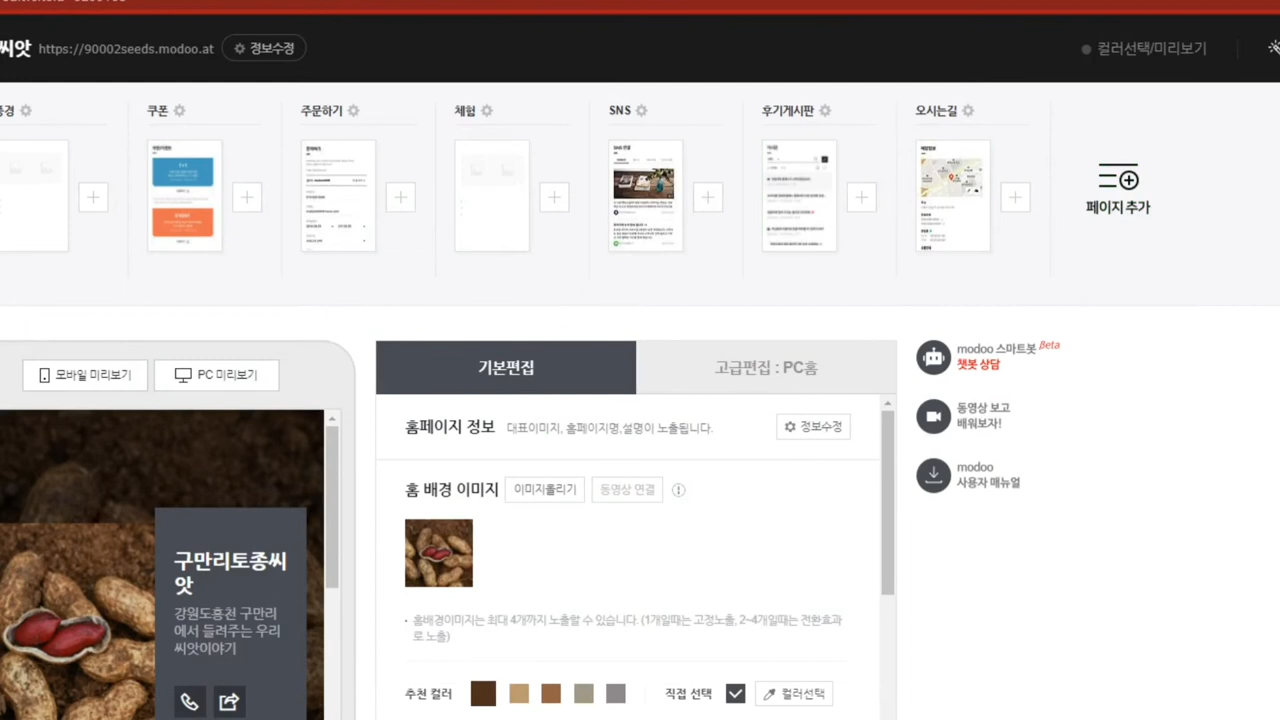 씨앗 https://90002seeds.modoo.at 정보수정 컬러선택/미리보기
쿠폰 주문하기 체험 SNS 후기게시판 오시는길
페이지 추가
모바일 미리보기 PC 미리보기
기본편집 고급편집 : PC홈
modoo 스마트봇 Beta
챗봇 상담
홈페이지 정보 대표이미지, 홈페이지명,설명이 노출됩니다. 정보수정
동영상 보고
배워보자!
홈 배경 이미지 이미지올리기 동영상 연결
modoo
사용자 매뉴얼
구만리토종씨
앗
강원도홍천 구만리
에서 들려주는 우리
씨앗이야기
· 홈배경이미지는 최대 4개까지 노출할 수 있습니다. (1개일때는 고정노출, 2~4개일때는 전환효과
로 노출)
추천 컬러 직접 선택 컬러선택